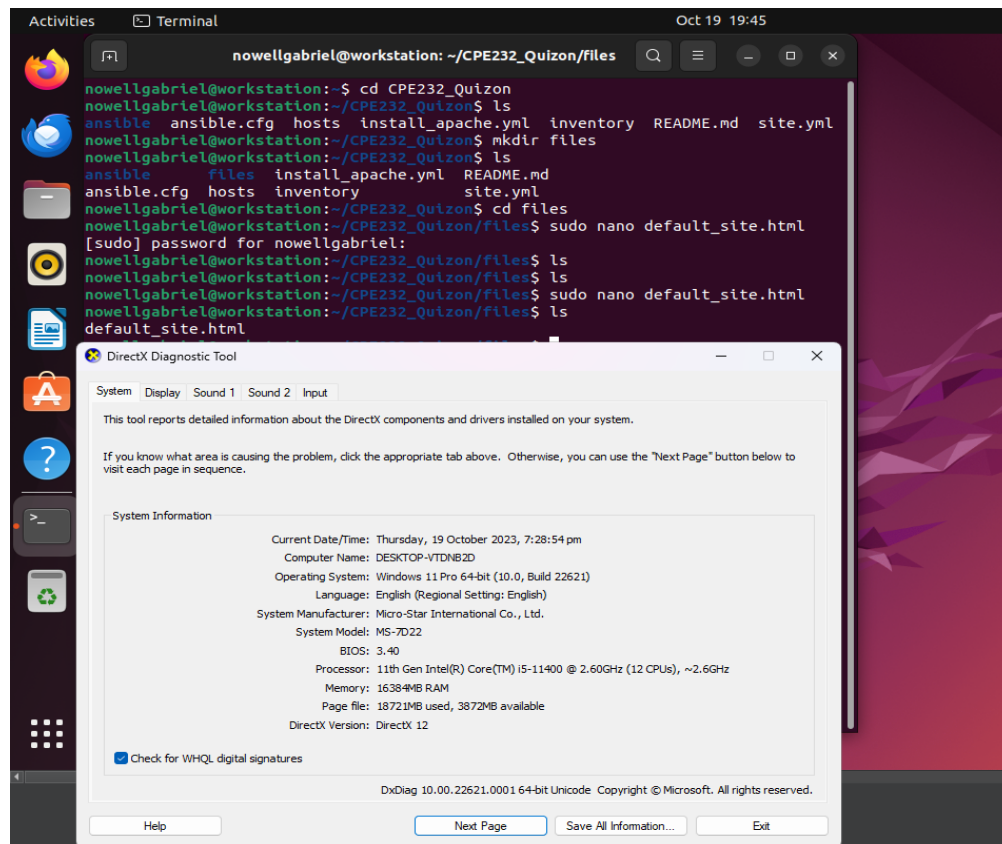 Activities Terminal Oct 19 19:45
nowellgabriel@workstation: ~/CPE232_Quizon/files
nowellgabriel@workstation:~$ cd CPE232_Quizon
nowellgabriel@workstation:~/CPE232_Quizon$ ls
ansible ansible.cfg hosts install_apache.yml inventory README.md site.yml
nowellgabriel@workstation:~/CPE232_Quizon$ mkdir files
nowellgabriel@workstation:~/CPE232_Quizon$ ls
ansible files install_apache.yml README.md
ansible.cfg hosts inventory site.yml
nowellgabriel@workstation:~/CPE232_Quizon$ cd files
nowellgabriel@workstation:~/CPE232_Quizon/files$ sudo nano default_site.html
[sudo] password for nowellgabriel:
nowellgabriel@workstation:~/CPE232_Quizon/files$ ls
nowellgabriel@workstation:~/CPE232_Quizon/files$ ls
nowellgabriel@workstation:~/CPE232_Quizon/files$ sudo nano default_site.html
nowellgabriel@workstation:~/CPE232_Quizon/files$ ls
default_site.html
DirectX Diagnostic Tool
System Display Sound 1 Sound 2 Input
This tool reports detailed information about the DirectX components and drivers installed on your system.
If you know what area is causing the problem, click the appropriate tab above. Otherwise, you can use the "Next Page" button below to
visit each page in sequence.
System Information
Current Date/Time: Thursday, 19 October 2023, 7:28:54 pm
Computer Name: DESKTOP-VTDNB2D
Operating System: Windows 11 Pro 64-bit (10.0, Build 22621)
Language: English (Regional Setting: English)
System Manufacturer: Micro-Star International Co., Ltd.
System Model: MS-7D22
BIOS: 3.40
Processor: 11th Gen Intel(R) Core(TM) i5-11400 @ 2.60GHz (12 CPUs), ~2.6GHz
Memory: 16384MB RAM
Page file: 18721MB used, 3872MB available
DirectX Version: DirectX 12
Check for WHQL digital signatures
DxDiag 10.00.22621.0001 64-bit Unicode Copyright © Microsoft. All rights reserved.
Help Next Page Save All Information... Exit